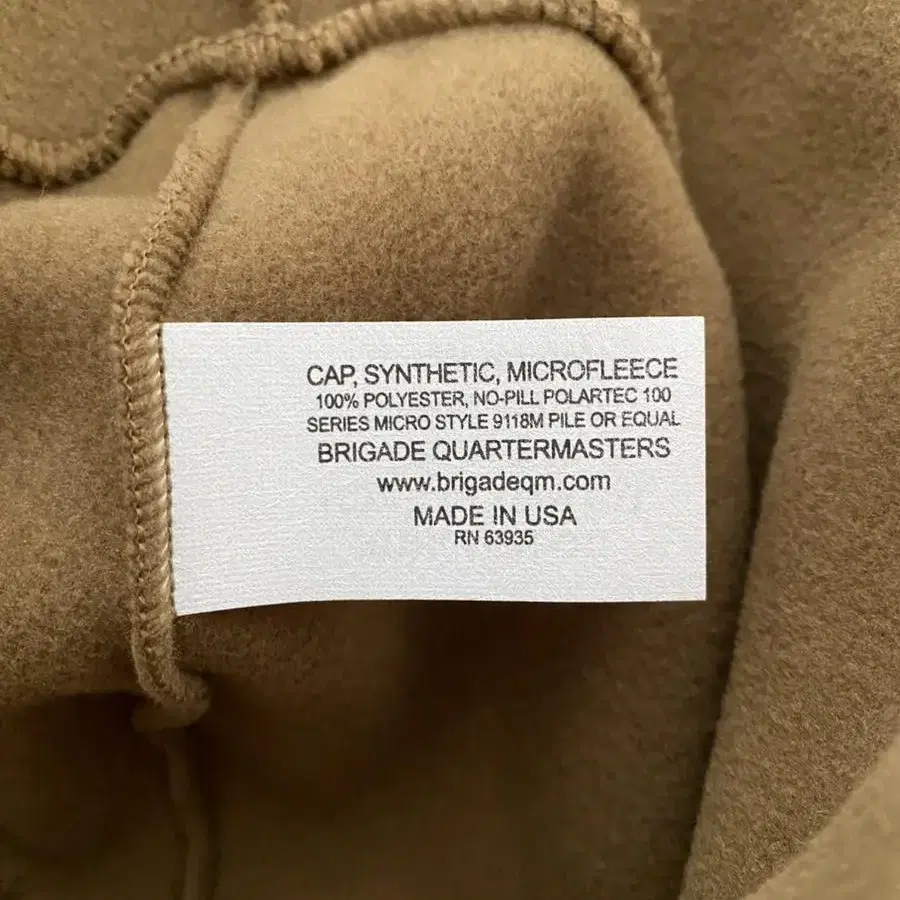 CAP, SYNTHETIC, MICROFLEECE
100% POLYESTER, NO-PILL POLARTEC 100
SERIES MICRO STYLE 9118M PILE OR EQUAL
BRIGADE QUARTERMASTERS
www.brigadeqm.com
MADE IN USA
RN 63935